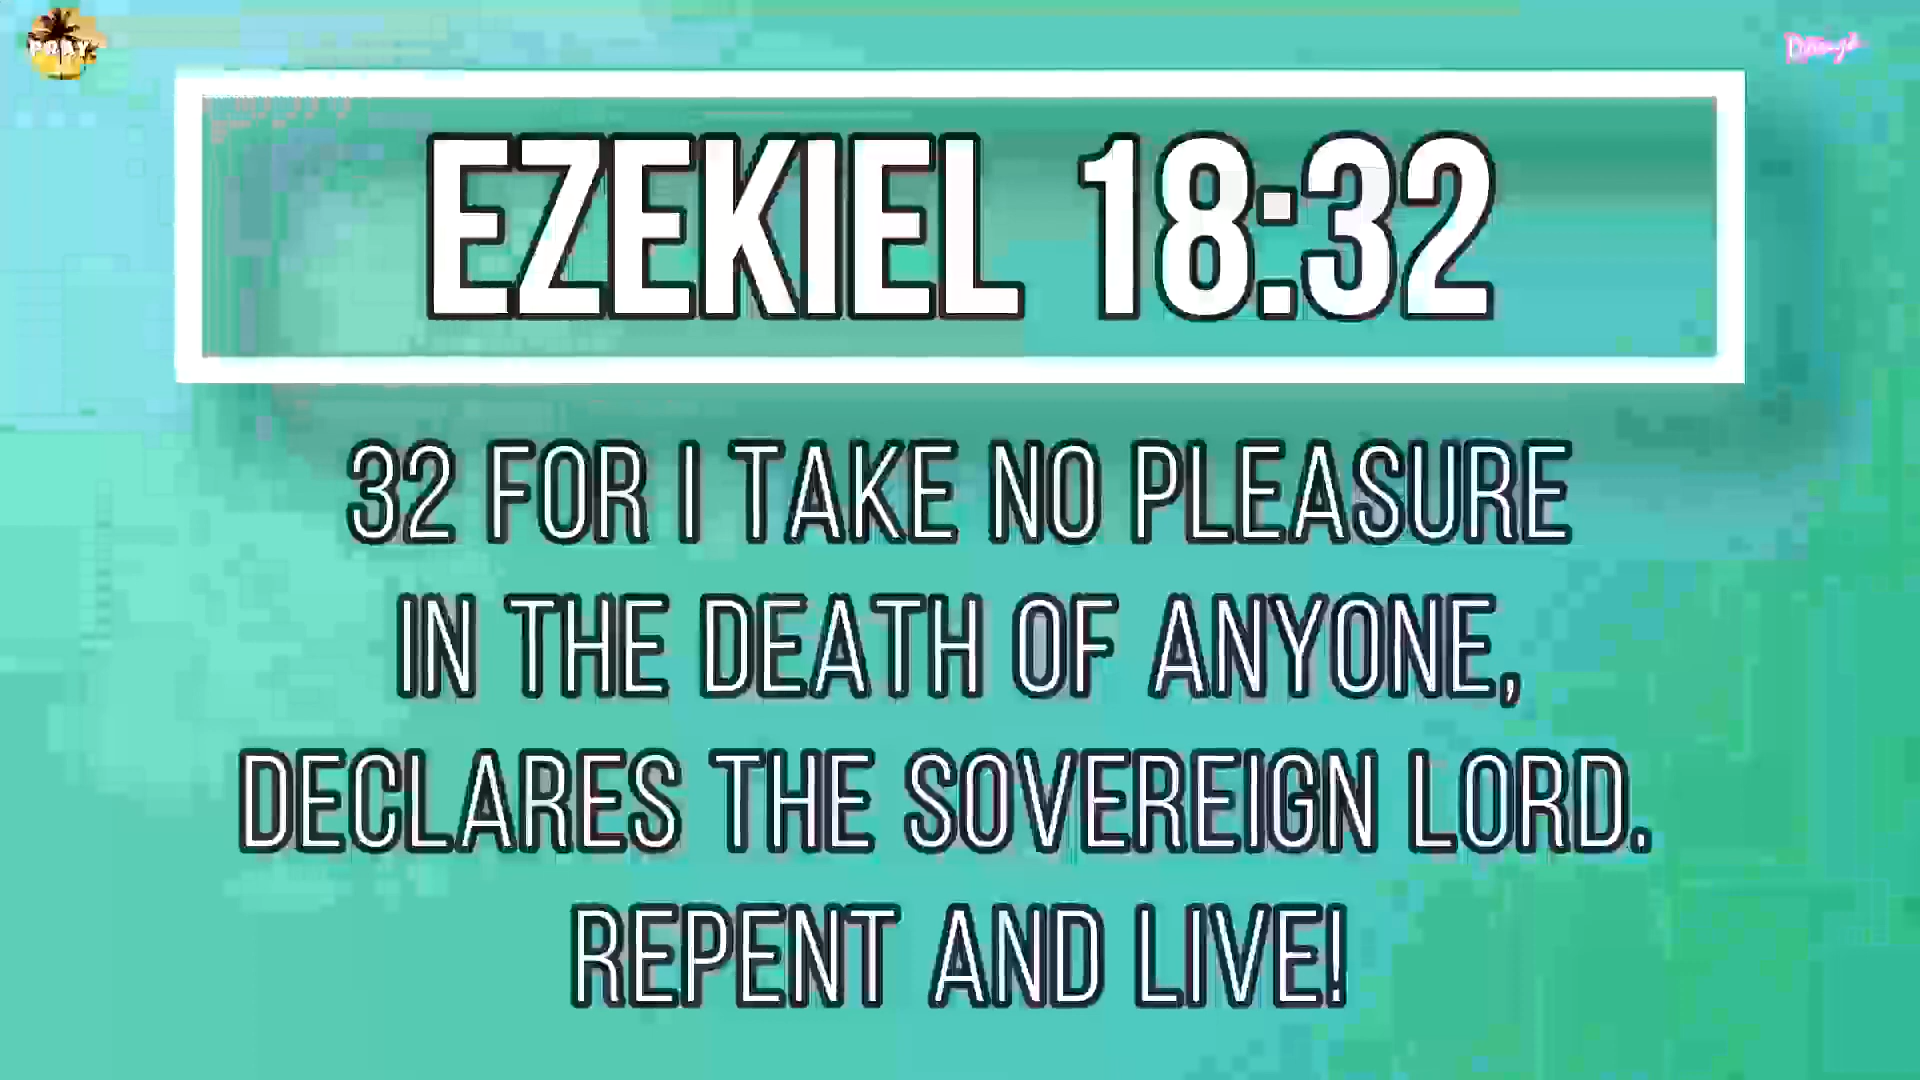 PRAY
EZEKIEL 18:32
32 FOR I TAKE NO PLEASURE
IN THE DEATH OF ANYONE,
DECLARES THE SOVEREIGN LORD.
REPENT AND LIVE!